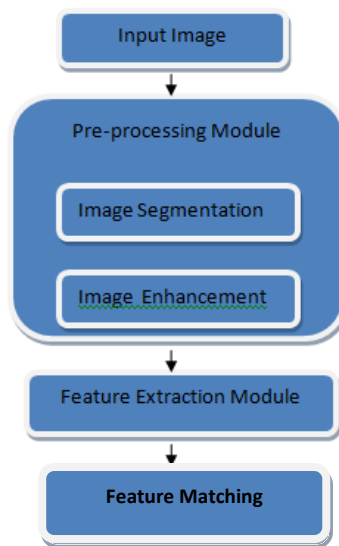 Input Image
Pre-processing Module
Image Segmentation
Image Enhancement
Feature Extraction Module
Feature Matching